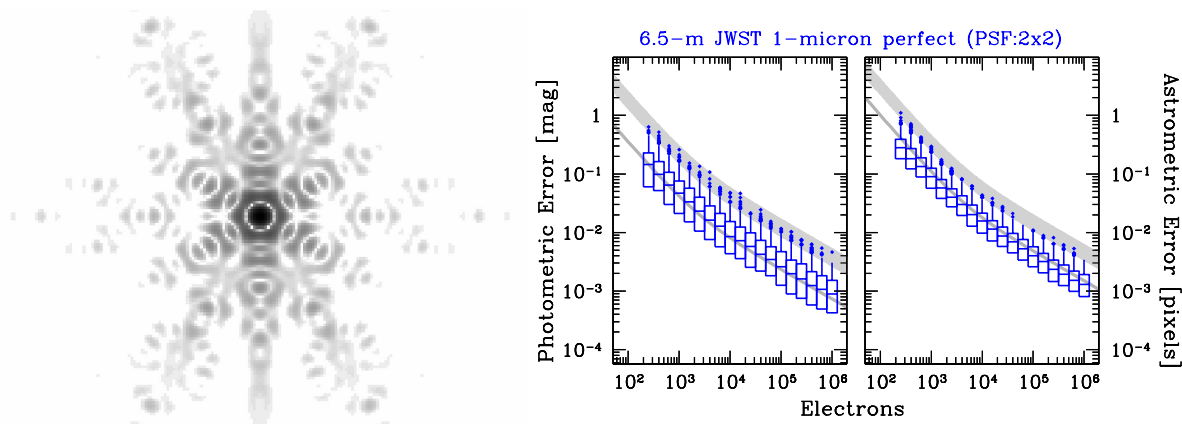 6.5-m JWST 1-micron perfect (PSF:2x2)
Photometric Error [mag]
1
10⁻¹
10⁻²
10⁻³
10⁻⁴
10² 10³ 10⁴ 10⁵ 10⁶
10² 10³ 10⁴ 10⁵ 10⁶
1
10⁻¹
10⁻²
10⁻³
10⁻⁴
Astrometric Error [pixels]
Electrons